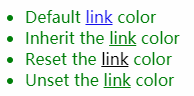 Default link color
Inherit the link color
Reset the link color
Unset the link color